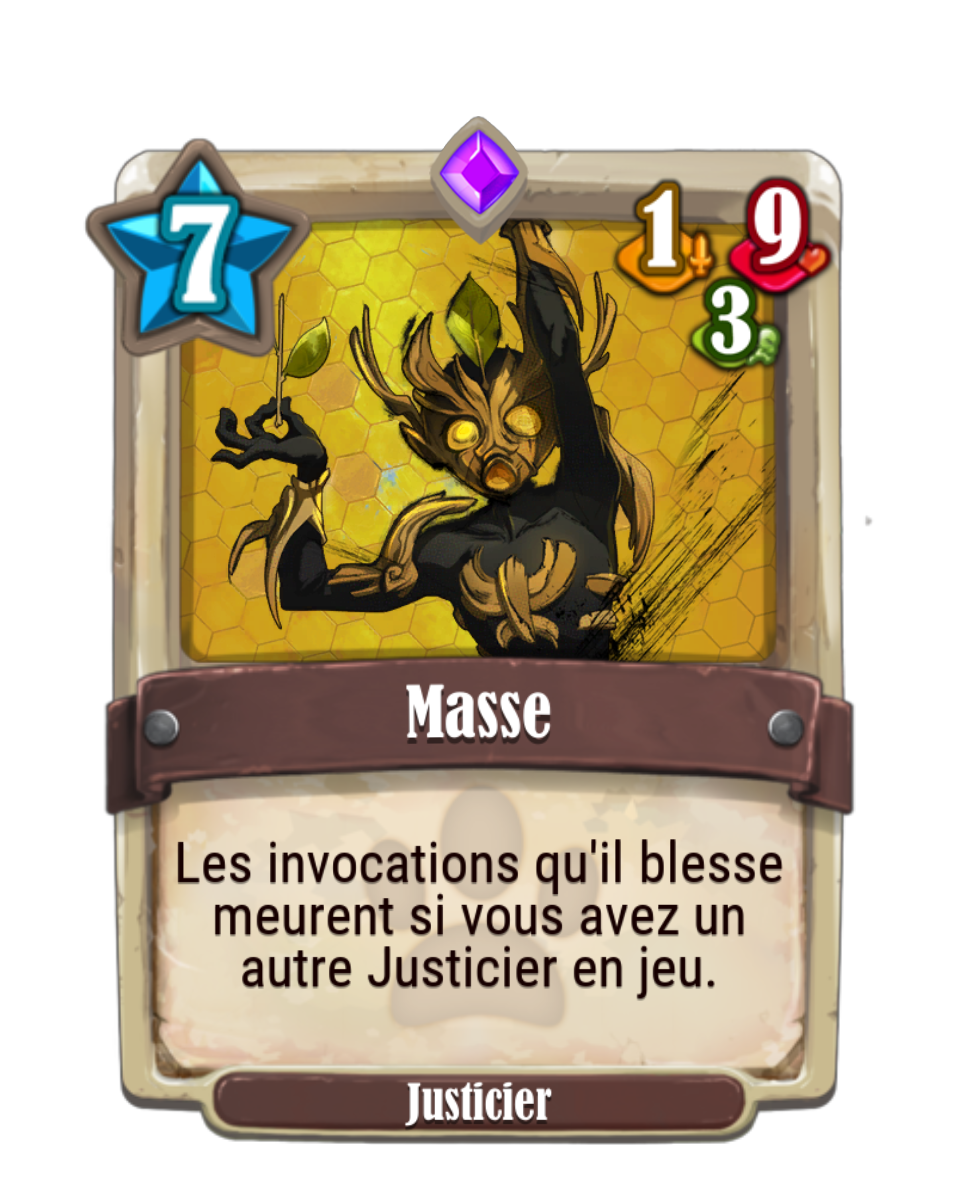 7
1
9
3
Masse
Les invocations qu'il blesse
meurent si vous avez un
autre Justicier en jeu.
Justicier